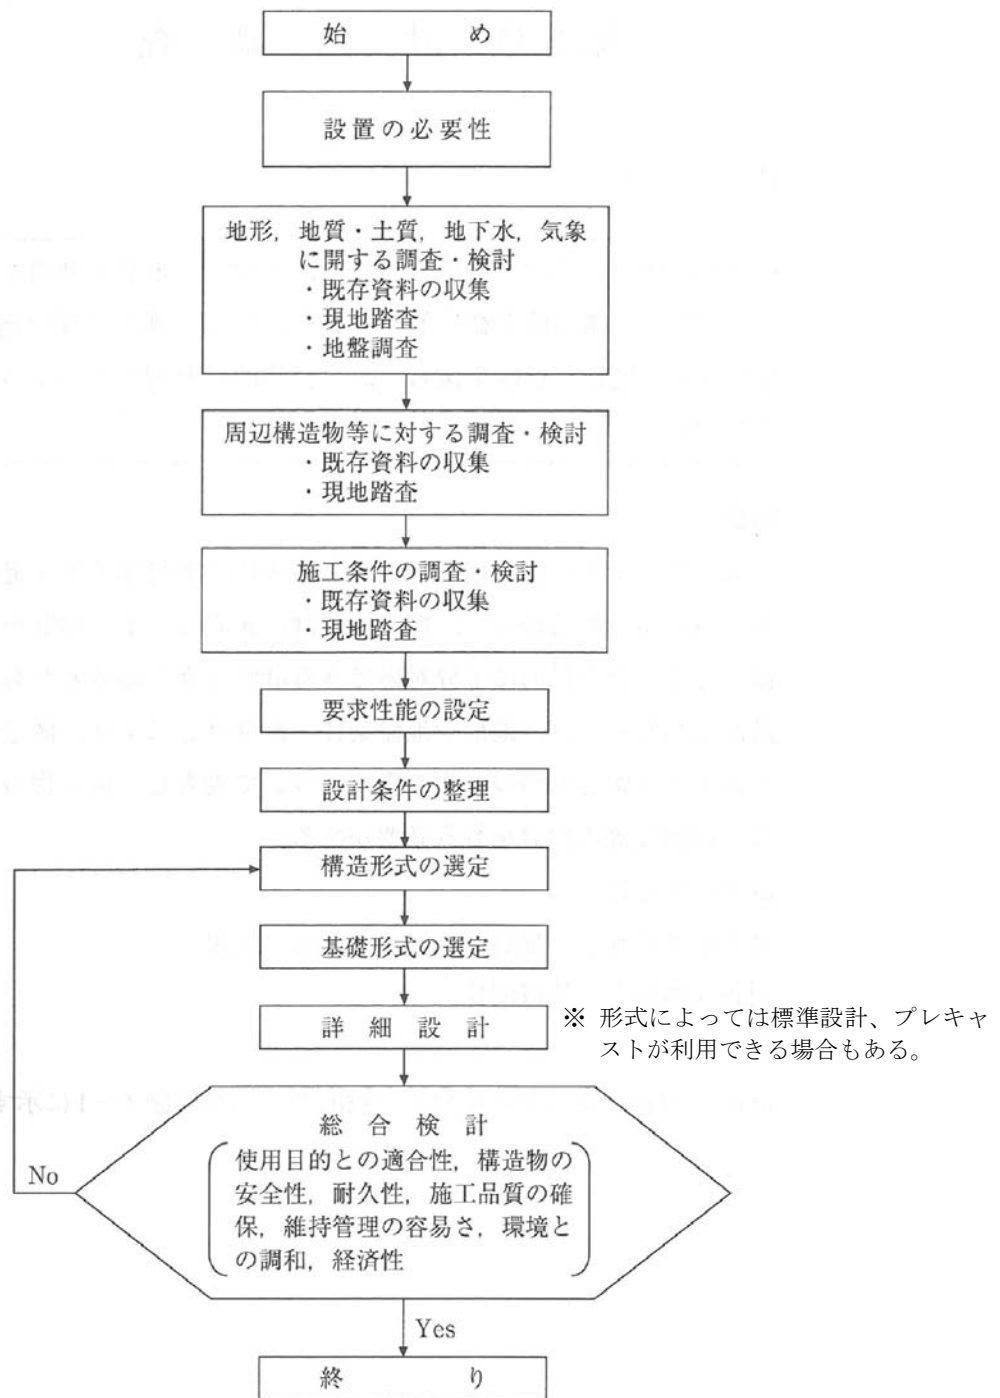 始 め
設置の必要性
地形，地質・土質，地下水，気象
に開する調査・検討
・既存資料の収集
・現地踏査
・地盤調査
周辺構造物等に対する調査・検討
・既存資料の収集
・現地踏査
施工条件の調査・検討
・既存資料の収集
・現地踏査
要求性能の設定
設計条件の整理
構造形式の選定
基礎形式の選定
詳 細 設 計
※ 形式によっては標準設計、プレキャ
ストが利用できる場合もある。
総 合 検 計
使用目的との適合性，構造物の
安全性，耐久性，施工品質の確
保，維持管理の容易さ，環境と
の調和，経済性
No
Yes
終 り